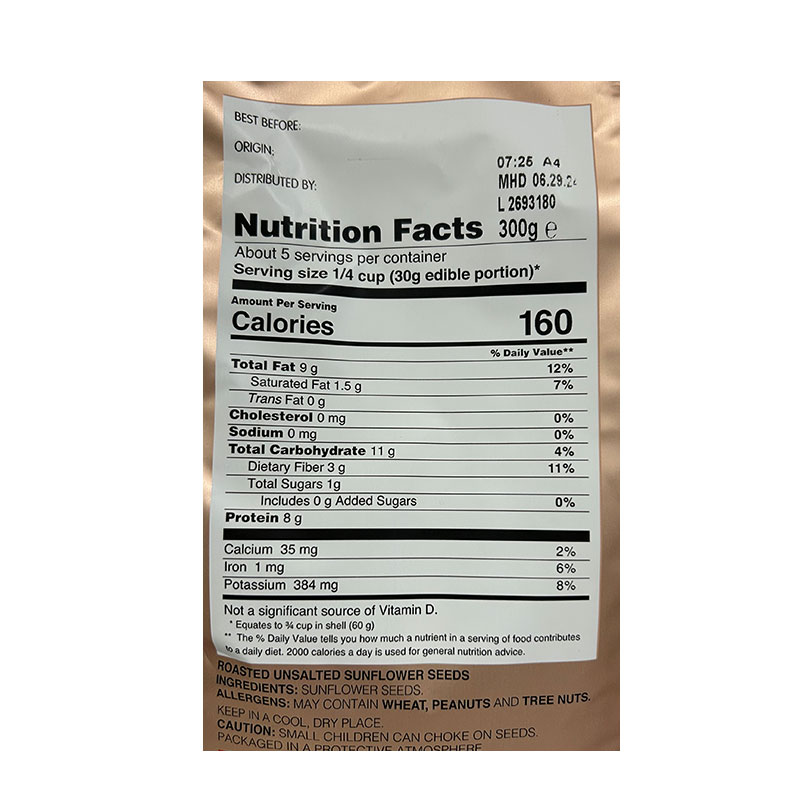 BEST BEFORE:
ORIGIN:
07:25 A4
DISTRIBUTED BY:
MHD 06.29.2
L 2693180
Nutrition Facts 300g e
About 5 servings per container
Serving size 1/4 cup (30g edible portion)*
Amount Per Serving
Calories 160
% Daily Value**
Total Fat 9 g 12%
Saturated Fat 1.5 g 7%
Trans Fat 0 g
Cholesterol 0 mg 0%
Sodium 0 mg 0%
Total Carbohydrate 11 g 4%
Dietary Fiber 3 g 11%
Total Sugars 1g
Includes 0 g Added Sugars 0%
Protein 8 g
Calcium 35 mg 2%
Iron 1 mg 6%
Potassium 384 mg 8%
Not a significant source of Vitamin D.
* Equates to ¾ cup in shell (60 g)
** The % Daily Value tells you how much a nutrient in a serving of food contributes
to a daily diet. 2000 calories a day is used for general nutrition advice.
ROASTED UNSALTED SUNFLOWER SEEDS
INGREDIENTS: SUNFLOWER SEEDS.
ALLERGENS: MAY CONTAIN WHEAT, PEANUTS AND TREE NUTS.
KEEP IN A COOL, DRY PLACE.
CAUTION: SMALL CHILDREN CAN CHOKE ON SEEDS.
PACKAGED IN A PROTECTIVE ATMOSPHERE